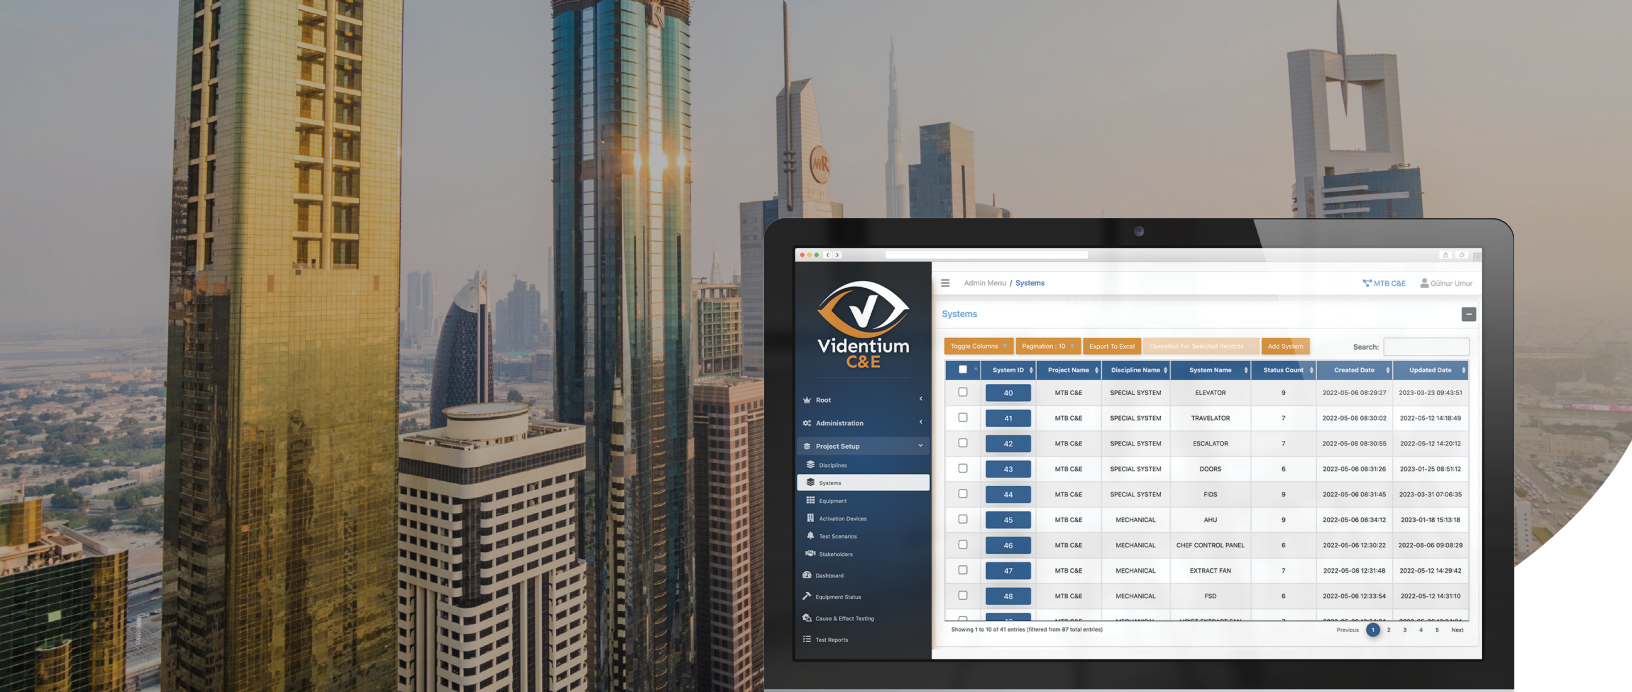 Admin Menu / Systems
MTB C&E
Gülnur Umur
Videntium
C&E
Root
Administration
Project Setup
Disciplines
Systems
Equipment
Activation Devices
Test Scenarios
Stakeholders
Dashboard
Equipment Status
Cause & Effect Testing
Test Reports
Systems
Toggle Columns Pagination : 10 Export To Excel Operation For Selected Records Add System Search:
System ID Project Name Discipline Name System Name Status Count Created Date Updated Date
40 MTB C&E SPECIAL SYSTEM ELEVATOR 9 2022-05-06 08:29:27 2023-03-23 09:43:51
41 MTB C&E SPECIAL SYSTEM TRAVELATOR 7 2022-05-06 08:30:02 2022-05-12 14:18:49
42 MTB C&E SPECIAL SYSTEM ESCALATOR 7 2022-05-06 08:30:55 2022-05-12 14:20:12
43 MTB C&E SPECIAL SYSTEM DOORS 6 2022-05-06 08:31:26 2023-01-25 08:51:12
44 MTB C&E SPECIAL SYSTEM FIDS 9 2022-05-06 08:31:45 2023-03-31 07:06:35
45 MTB C&E MECHANICAL AHU 9 2022-05-06 08:34:12 2023-01-18 15:13:18
46 MTB C&E MECHANICAL CHEF CONTROL PANEL 6 2022-05-06 12:30:22 2022-08-06 09:08:29
47 MTB C&E MECHANICAL EXTRACT FAN 7 2022-05-06 12:31:48 2022-05-12 14:29:42
48 MTB C&E MECHANICAL FSD 6 2022-05-06 12:33:54 2022-05-12 14:31:10
Showing 1 to 10 of 41 entries (filtered from 87 total entries)
Previous 1 2 3 4 5 Next